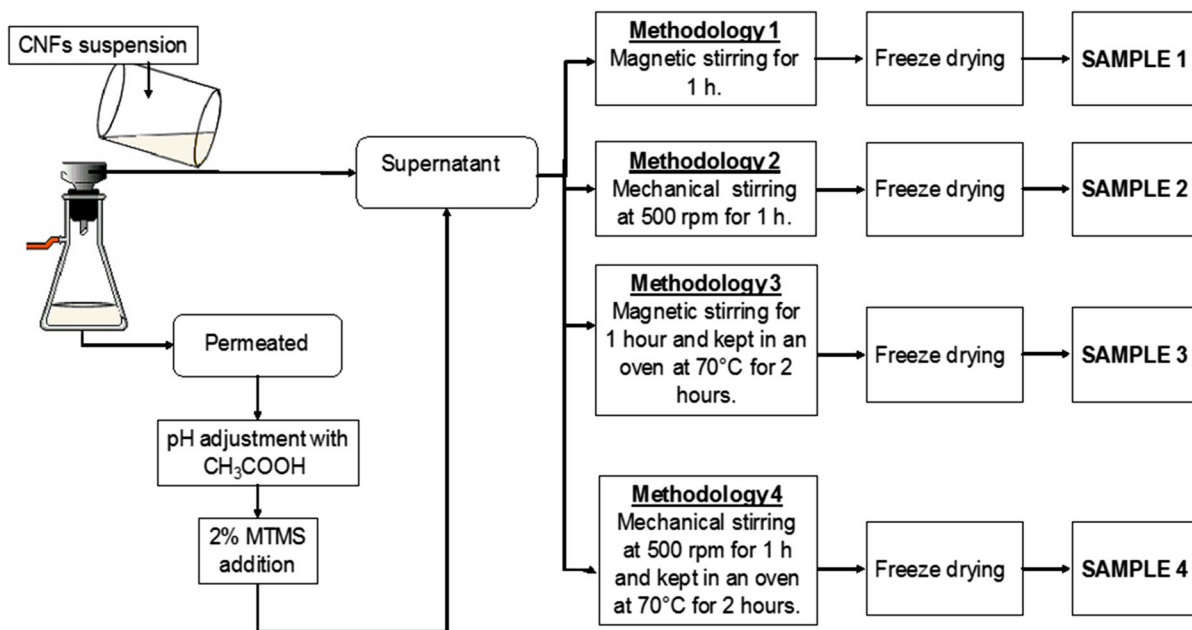 CNFs suspension
Supernatant
Permeated
pH adjustment with
CH₃COOH
2% MTMS
addition
Methodology 1
Magnetic stirring for
1 h.
Freeze drying
SAMPLE 1
Methodology 2
Mechanical stirring
at 500 rpm for 1 h.
Freeze drying
SAMPLE 2
Methodology 3
Magnetic stirring for
1 hour and kept in an
oven at 70°C for 2
hours.
Freeze drying
SAMPLE 3
Methodology 4
Mechanical stirring
at 500 rpm for 1 h
and kept in an oven
at 70°C for 2 hours.
Freeze drying
SAMPLE 4